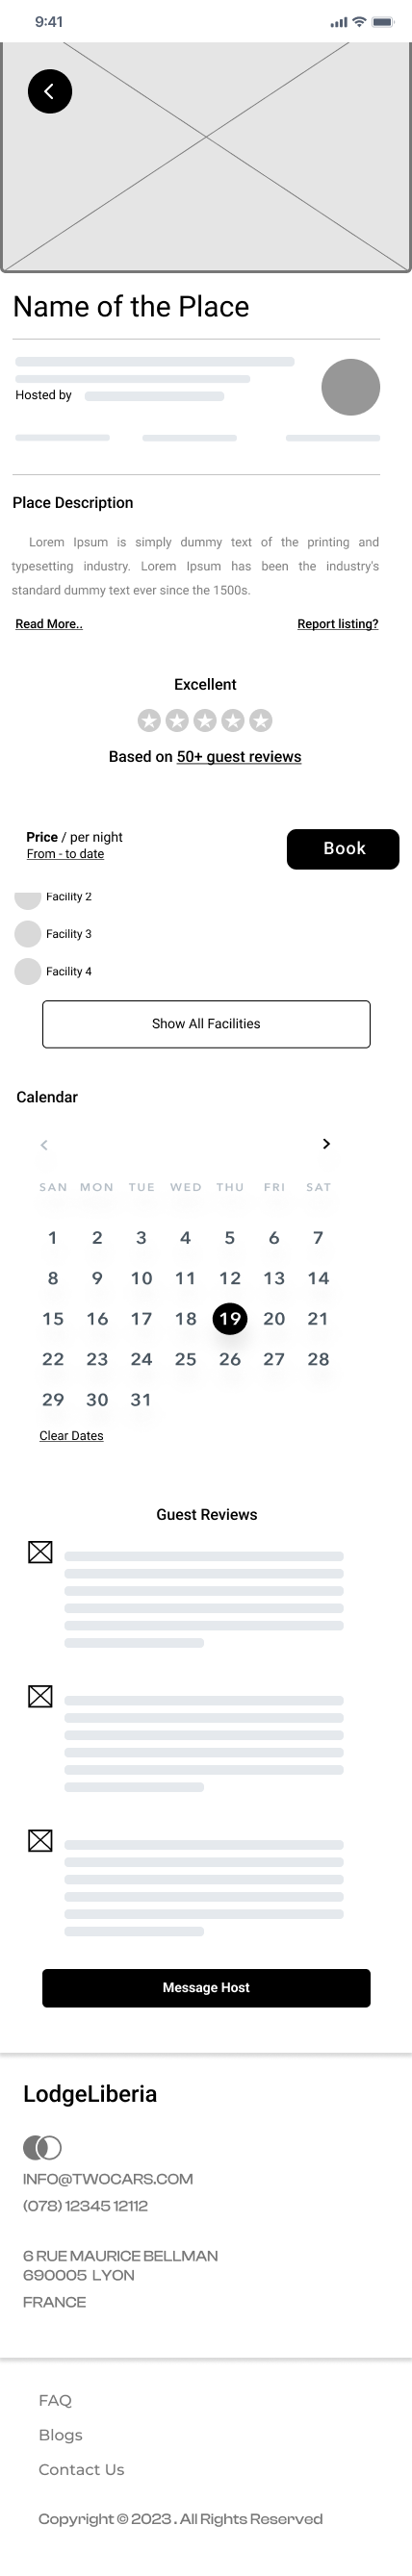 9:41
Name of the Place
Hosted by
Place Description
Lorem Ipsum is simply dummy text of the printing and
typesetting industry. Lorem Ipsum has been the industry's
standard dummy text ever since the 1500s.
Read More.. Report listing?
Excellent
Based on 50+ guest reviews
Price / per night
From - to date
Book
Facility 2
Facility 3
Facility 4
Show All Facilities
Calendar
SAN MON TUE WED THU FRI SAT
1 2 3 4 5 6 7
8 9 10 11 12 13 14
15 16 17 18 19 20 21
22 23 24 25 26 27 28
29 30 31
Clear Dates
Guest Reviews
Message Host
LodgeLiberia
INFO@TWOCARS.COM
(078) 12345 12112
6 RUE MAURICE BELLMAN
690005 LYON
FRANCE
FAQ
Blogs
Contact Us
Copyright © 2023 . All Rights Reserved